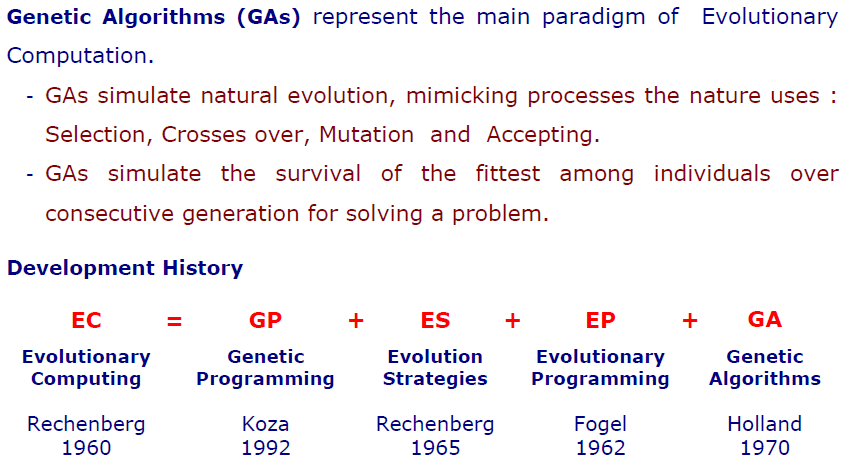 Genetic Algorithms (GAs) represent the main paradigm of Evolutionary
Computation.
- GAs simulate natural evolution, mimicking processes the nature uses :
Selection, Crosses over, Mutation and Accepting.
- GAs simulate the survival of the fittest among individuals over
consecutive generation for solving a problem.
Development History
EC = GP + ES + EP + GA
Evolutionary Genetic Evolution Evolutionary Genetic
Computing Programming Strategies Programming Algorithms
Rechenberg Koza Rechenberg Fogel Holland
1960 1992 1965 1962 1970